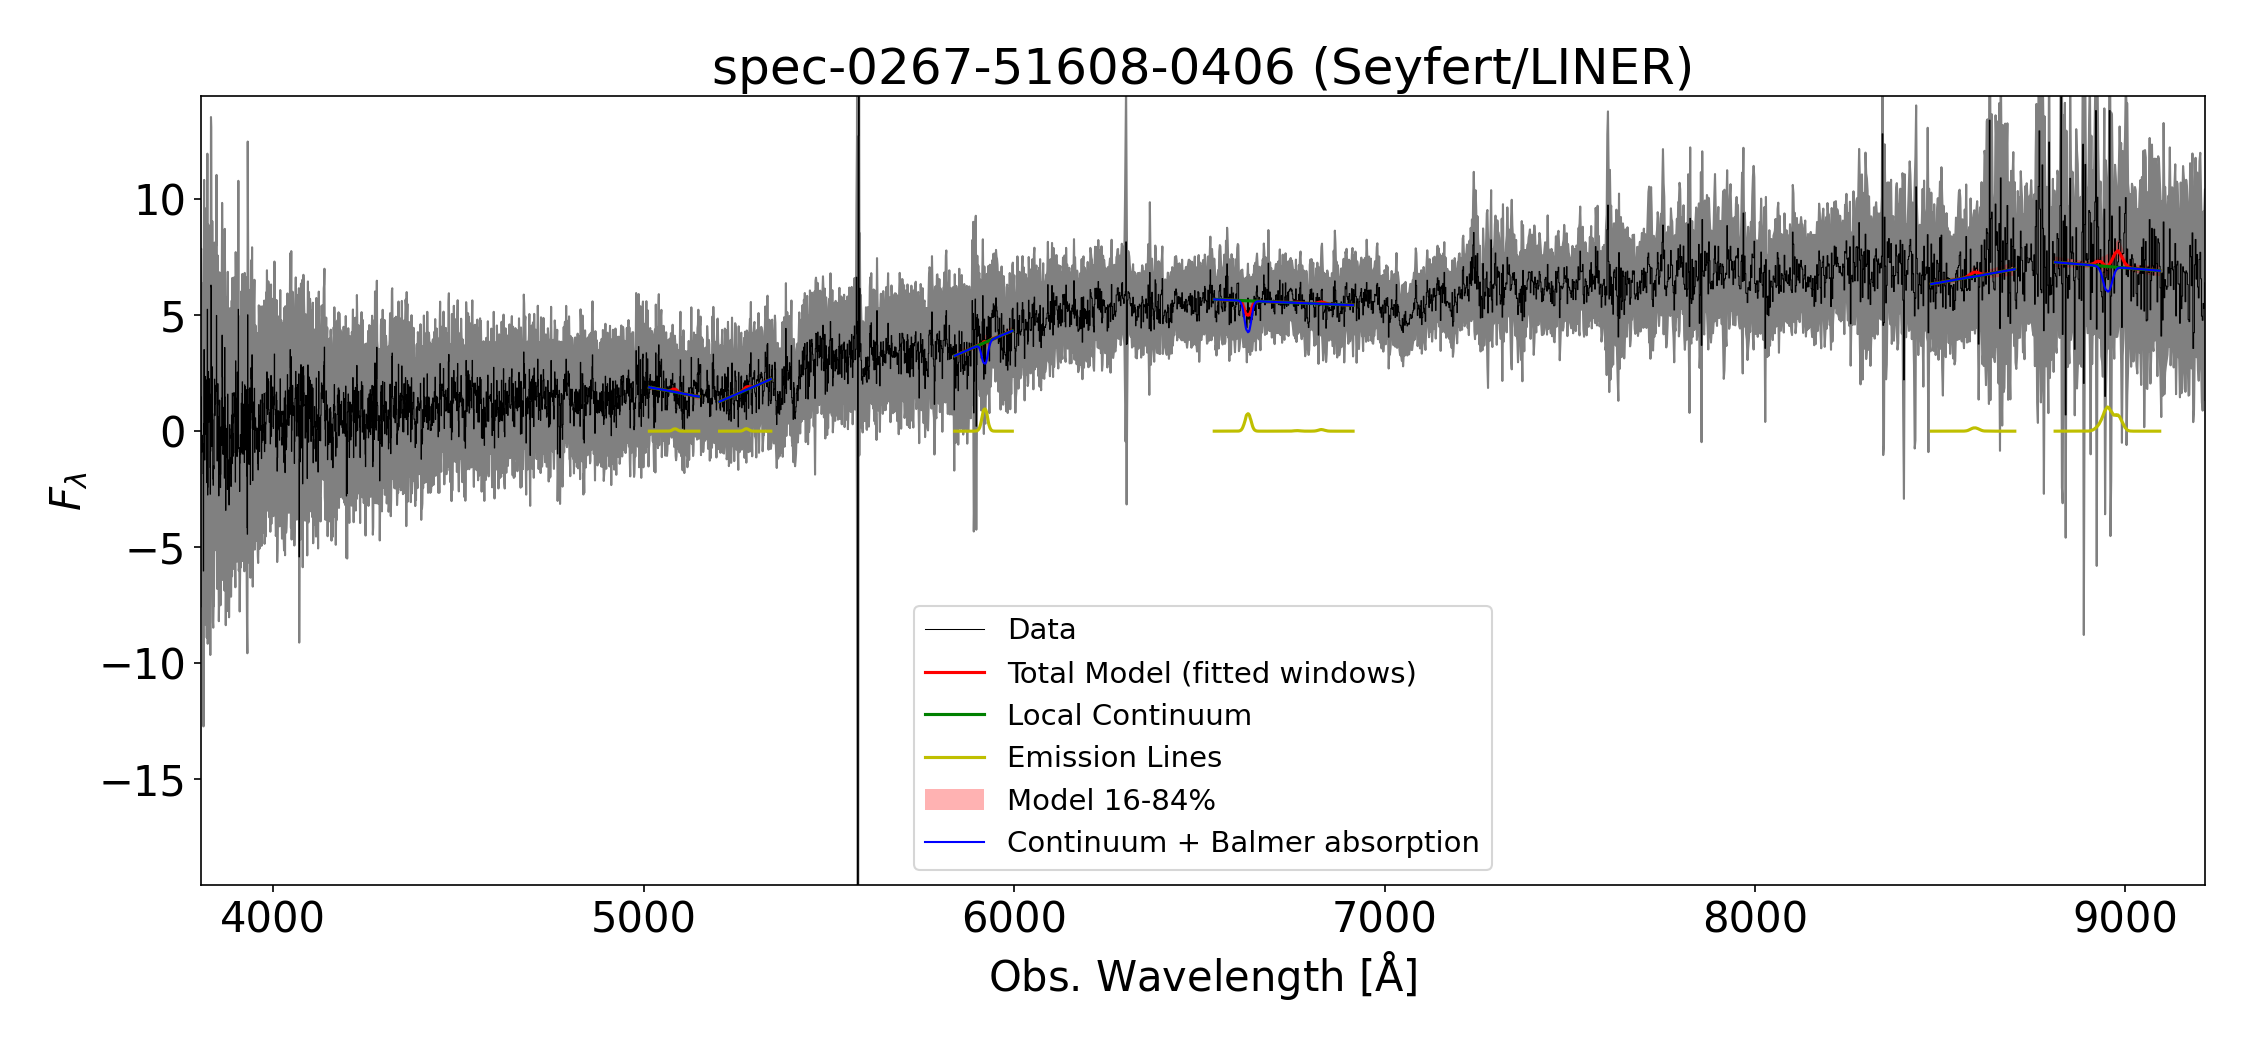 spec-0267-51608-0406 (Seyfert/LINER)
10
5
0
−5
−10
−15
Fλ
4000 5000 6000 7000 8000 9000
Obs. Wavelength [Å]
Data
Total Model (fitted windows)
Local Continuum
Emission Lines
Model 16-84%
Continuum + Balmer absorption